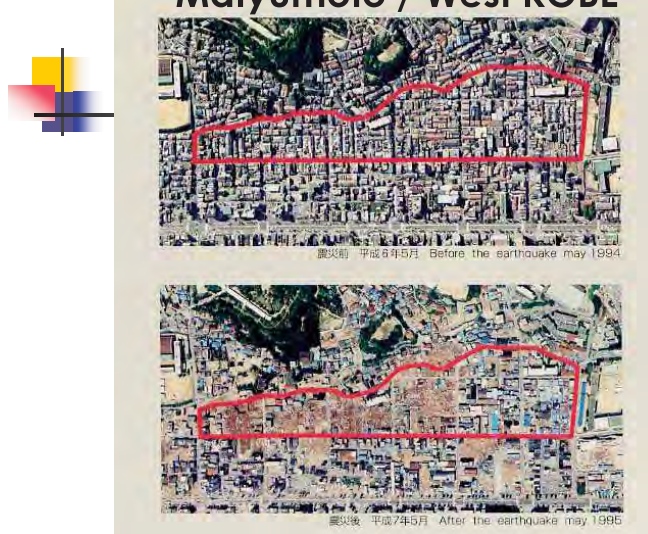 Matyumoto / West KOBE
震災前 平成6年5月 Before the earthquake may 1994
震災後 平成7年5月 After the earthquake may 1995